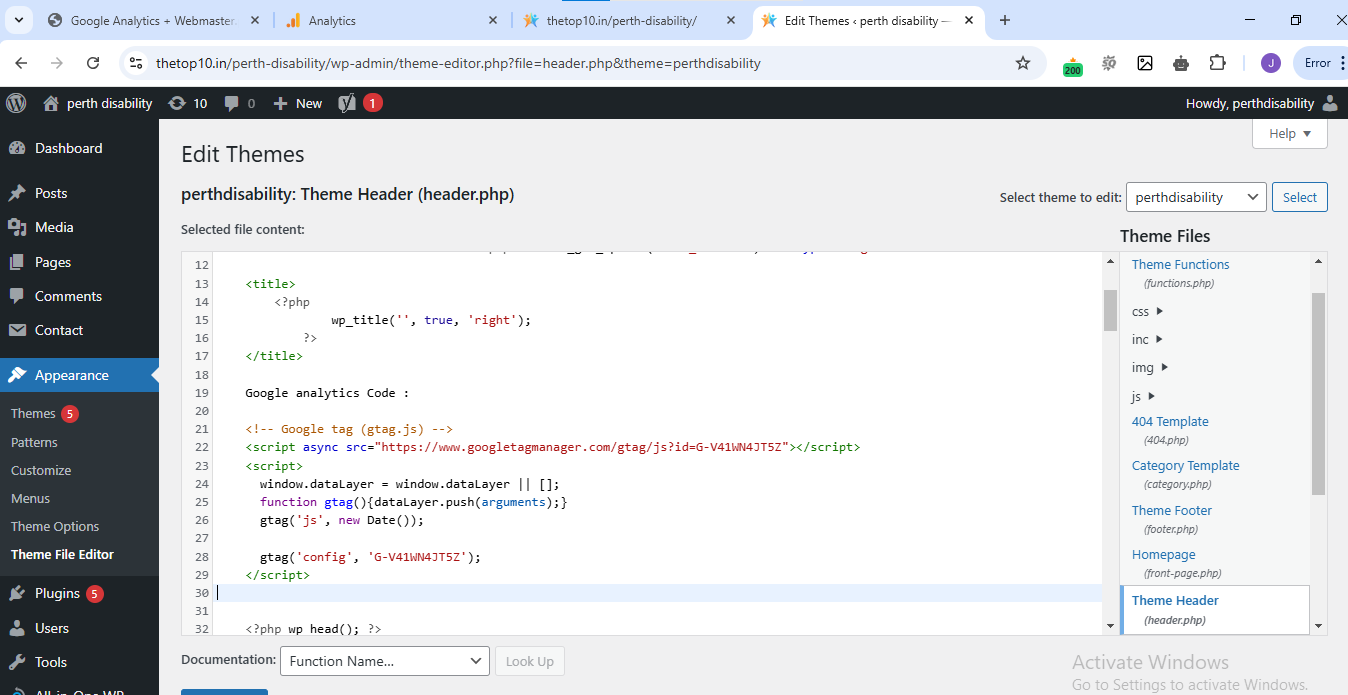 Google Analytics + Webmaster
Analytics
thetop10.in/perth-disability/
Edit Themes ‹ perth disability —
thetop10.in/perth-disability/wp-admin/theme-editor.php?file=header.php&theme=perthdisability
200
J
Error
perth disability
10
0
New
1
Howdy, perthdisability
Dashboard
Posts
Media
Pages
Comments
Contact
Appearance
Themes 5
Patterns
Customize
Menus
Theme Options
Theme File Editor
Plugins 5
Users
Tools
All-in-One WP
Help
Edit Themes
perthdisability: Theme Header (header.php)
Select theme to edit: perthdisability Select
Selected file content:
12
13 <title>
14 <?php
15 wp_title('', true, 'right');
16 ?>
17 </title>
18
19 Google analytics Code :
20
21 <!-- Google tag (gtag.js) -->
22 <script async src="https://www.googletagmanager.com/gtag/js?id=G-V41WN4JT5Z"></script>
23 <script>
24 window.dataLayer = window.dataLayer || [];
25 function gtag(){dataLayer.push(arguments);}
26 gtag('js', new Date());
27
28 gtag('config', 'G-V41WN4JT5Z');
29 </script>
30
31
32 <?php wp_head(); ?>
Theme Files
Theme Functions
(functions.php)
css
inc
img
js
404 Template
(404.php)
Category Template
(category.php)
Theme Footer
(footer.php)
Homepage
(front-page.php)
Theme Header
(header.php)
Documentation: Function Name... Look Up
Activate Windows
Go to Settings to activate Windows.